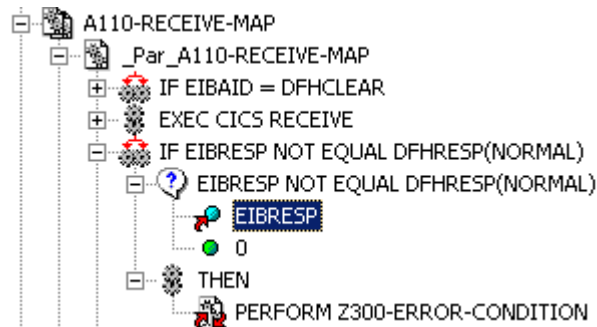 A110-RECEIVE-MAP
_Par_A110-RECEIVE-MAP
IF EIBAID = DFHCLEAR
EXEC CICS RECEIVE
IF EIBRESP NOT EQUAL DFHRESP(NORMAL)
EIBRESP NOT EQUAL DFHRESP(NORMAL)
EIBRESP
0
THEN
PERFORM Z300-ERROR-CONDITION